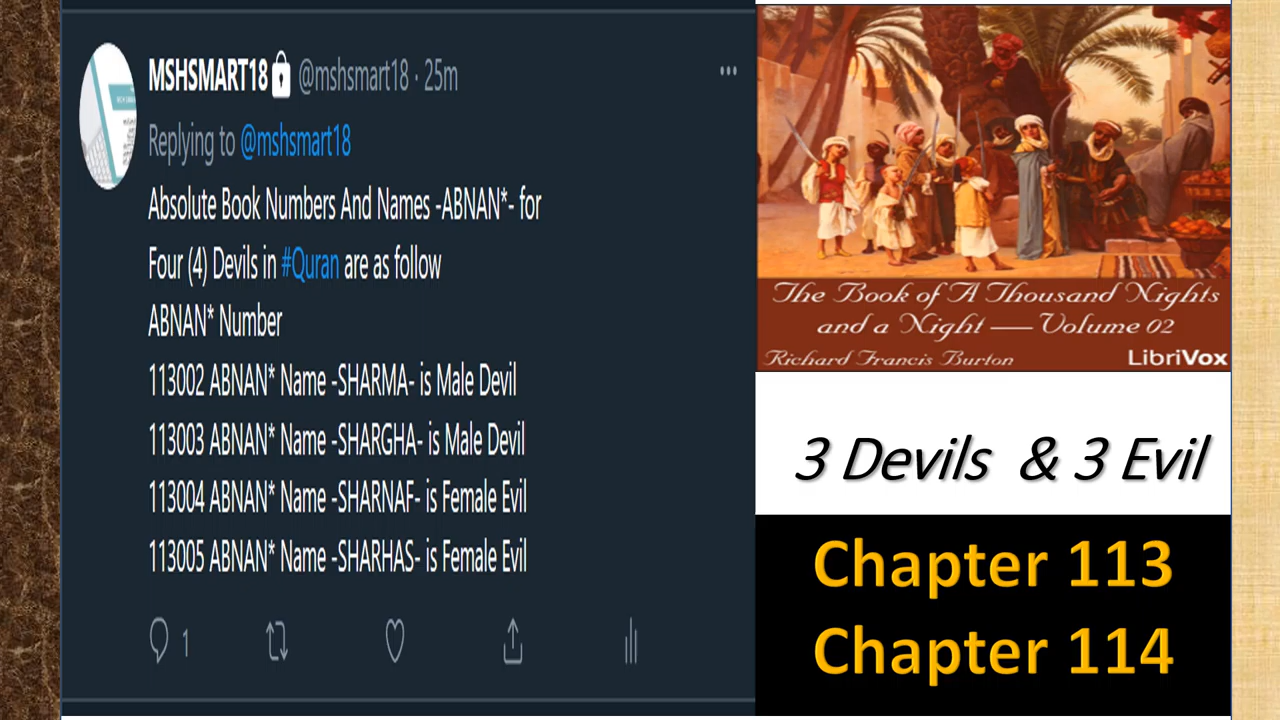 MSHSMART18 @mshsmart18 · 25m
Replying to @mshsmart18
Absolute Book Numbers And Names -ABNAN*- for
Four (4) Devils in #Quran are as follow
ABNAN* Number
113002 ABNAN* Name -SHARMA- is Male Devil
113003 ABNAN* Name -SHARGHA- is Male Devil
113004 ABNAN* Name -SHARNAF- is Female Evil
113005 ABNAN* Name -SHARHAS- is Female Evil
1
The Book of A Thousand Nights
and a Night — Volume 02
Richard Francis Burton
LibriVox
3 Devils & 3 Evil
Chapter 113
Chapter 114